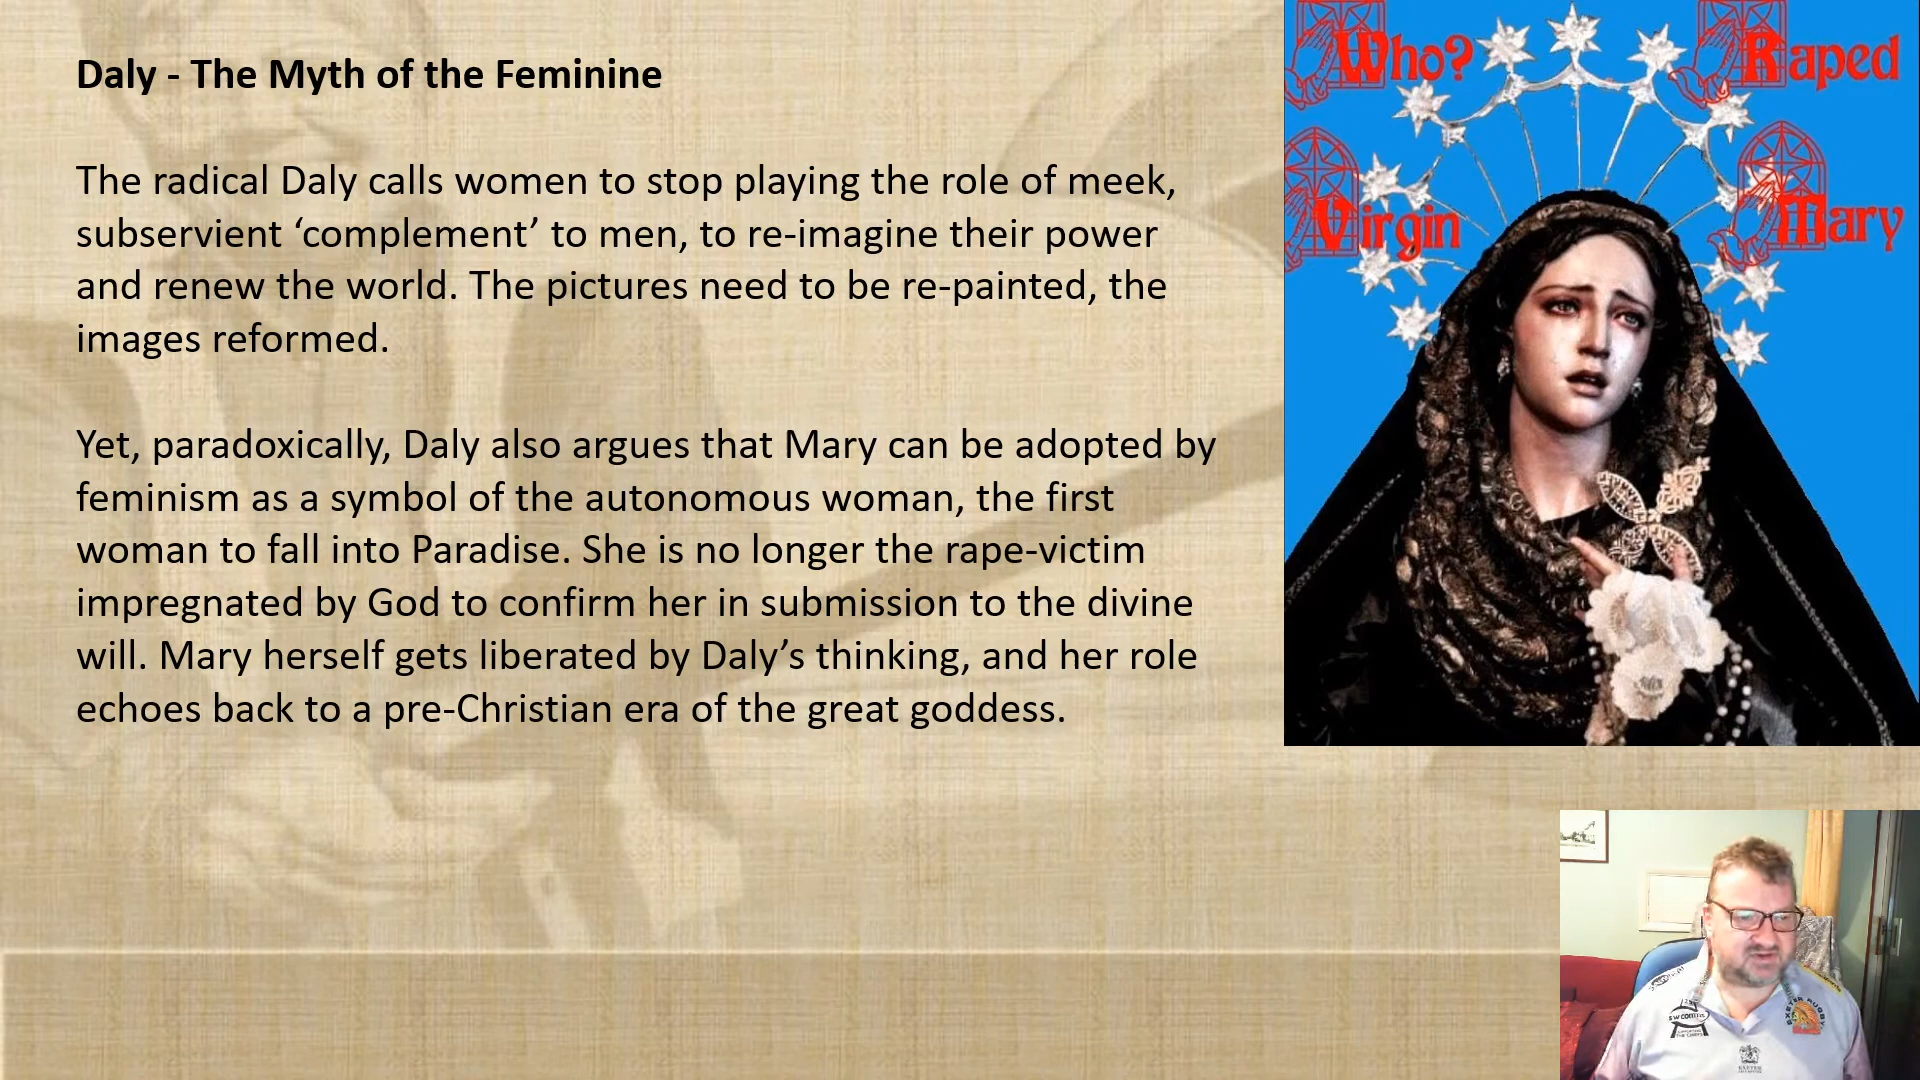 Daly - The Myth of the Feminine
The radical Daly calls women to stop playing the role of meek,
subservient ‘complement’ to men, to re-imagine their power
and renew the world. The pictures need to be re-painted, the
images reformed.
Yet, paradoxically, Daly also argues that Mary can be adopted by
feminism as a symbol of the autonomous woman, the first
woman to fall into Paradise. She is no longer the rape-victim
impregnated by God to confirm her in submission to the divine
will. Mary herself gets liberated by Daly’s thinking, and her role
echoes back to a pre-Christian era of the great goddess.
Who? Raped
Virgin Mary
SW COMMS
EXETER RUGBY